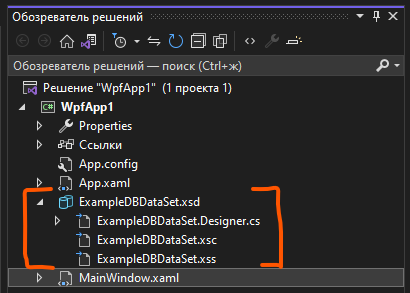 Обозреватель решений
Обозреватель решений — поиск (Ctrl+ж)
Решение "WpfApp1" (1 проекта 1)
C# WpfApp1
Properties
Ссылки
App.config
App.xaml
ExampleDBDataSet.xsd
ExampleDBDataSet.Designer.cs
ExampleDBDataSet.xsc
ExampleDBDataSet.xss
MainWindow.xaml